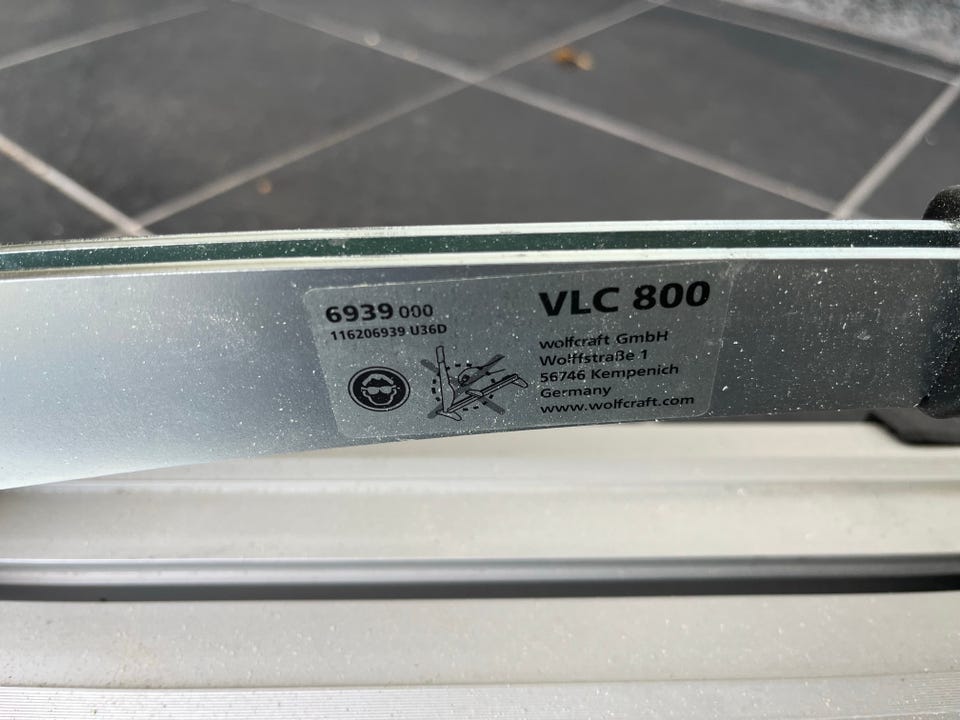 6939 000
116206939 U36D
VLC 800
wolfcraft GmbH
Wolffstraße 1
56746 Kempenich
Germany
www.wolfcraft.com